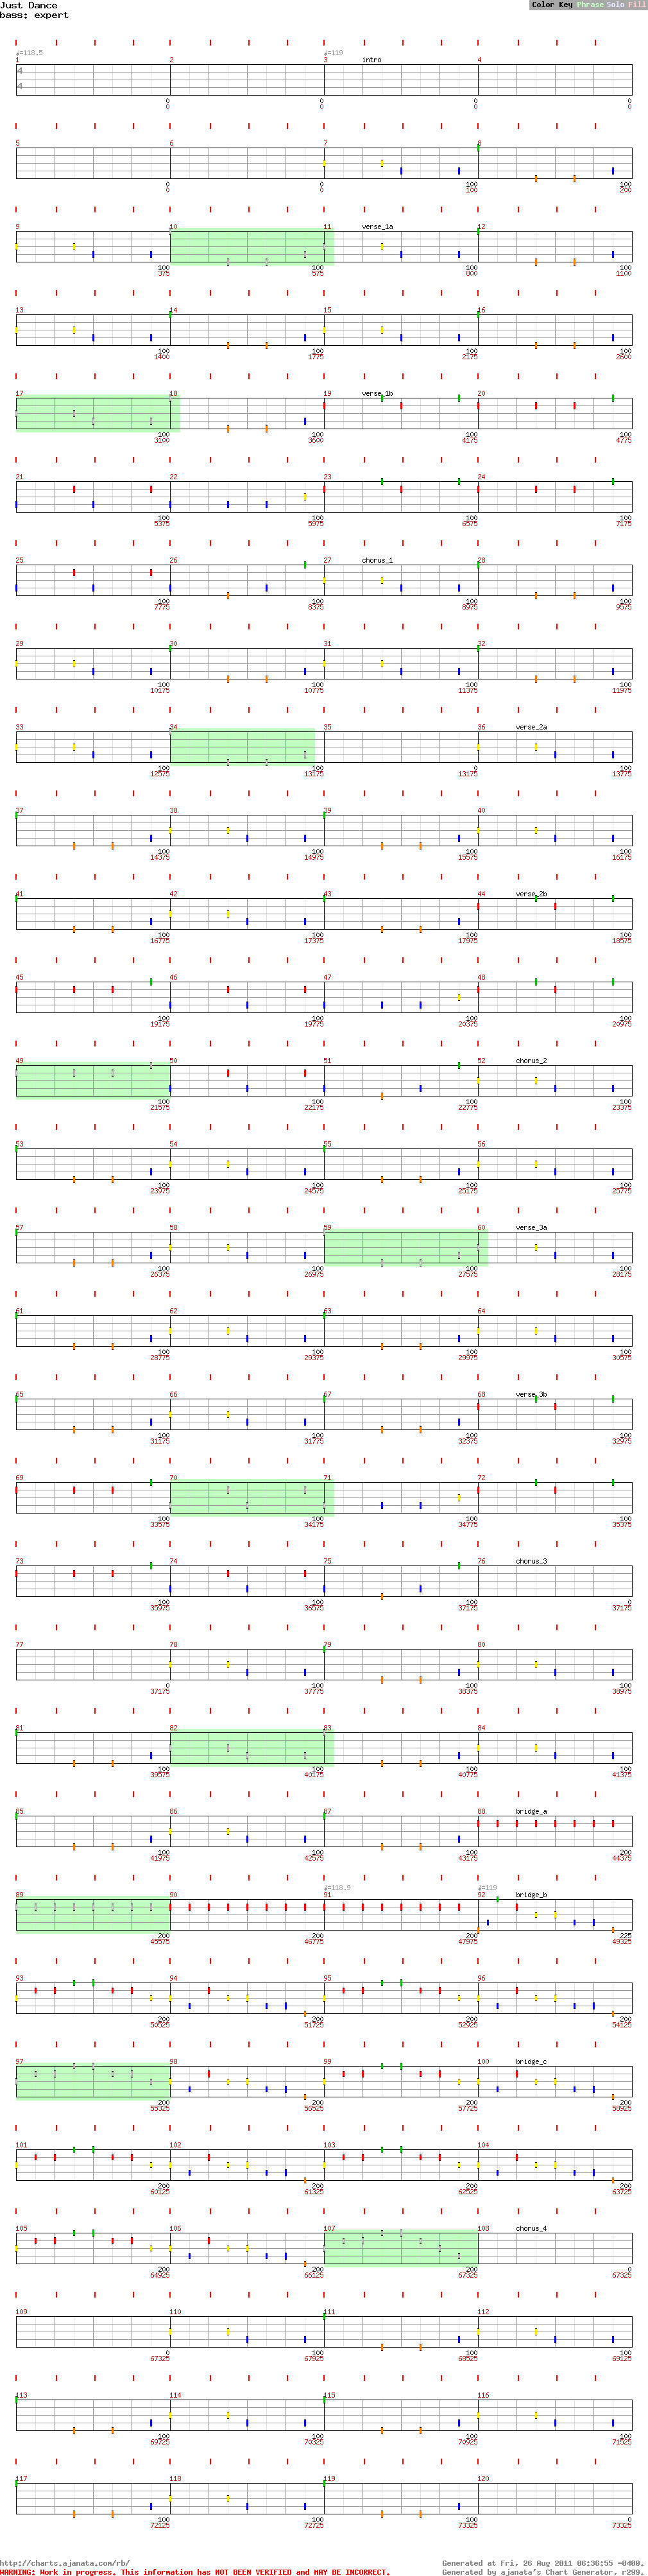 Just Dance
bass: expert
Color Key Phrase Solo Fill
♩=118.5 ♩=119
1 2 3 intro 4
4
4
0 0 0 0
0 0 0 0
5 6 7 8
0 0 100 100
0 0 100 200
9 10 11 verse_1a 12
100 100 100 100
375 575 800 1100
13 14 15 16
100 100 100 100
1400 1775 2175 2600
17 18 19 verse_1b 20
100 100 100 100
3100 3600 4175 4775
21 22 23 24
100 100 100 100
5375 5975 6575 7175
25 26 27 chorus_1 28
100 100 100 100
7775 8375 8975 9575
29 30 31 32
100 100 100 100
10175 10775 11375 11975
33 34 35 36 verse_2a
100 100 0 100
12575 13175 13175 13775
37 38 39 40
100 100 100 100
14375 14975 15575 16175
41 42 43 44 verse_2b
100 100 100 100
16775 17375 17975 18575
45 46 47 48
100 100 100 100
19175 19775 20375 20975
49 50 51 52 chorus_2
100 100 100 100
21575 22175 22775 23375
53 54 55 56
100 100 100 100
23975 24575 25175 25775
57 58 59 60 verse_3a
100 100 100 100
26375 26975 27575 28175
61 62 63 64
100 100 100 100
28775 29375 29975 30575
65 66 67 68 verse_3b
100 100 100 100
31175 31775 32375 32975
69 70 71 72
100 100 100 100
33575 34175 34775 35375
73 74 75 76 chorus_3
100 100 100 0
35975 36575 37175 37175
77 78 79 80
0 100 100 100
37175 37775 38375 38975
81 82 83 84
100 100 100 100
39575 40175 40775 41375
85 86 87 88 bridge_a
100 100 100 200
41975 42575 43175 44375
♩=118.9 ♩=119
89 90 91 92 bridge_b
200 200 200 225
45575 46775 47975 49325
93 94 95 96
200 200 200 200
50525 51725 52925 54125
97 98 99 100 bridge_c
200 200 200 200
55325 56525 57725 58925
101 102 103 104
200 200 200 200
60125 61325 62525 63725
105 106 107 108 chorus_4
200 200 200 0
64925 66125 67325 67325
109 110 111 112
0 100 100 100
67325 67925 68525 69125
113 114 115 116
100 100 100 100
69725 70325 70925 71525
117 118 119 120
100 100 100 0
72125 72725 73325 73325
http://charts.ajanata.com/rb/
Generated at Fri, 26 Aug 2011 06:36:55 -0400.
WARNING: Work in progress. This information has NOT BEEN VERIFIED and MAY BE INCORRECT.
Generated by ajanata's Chart Generator, r299.